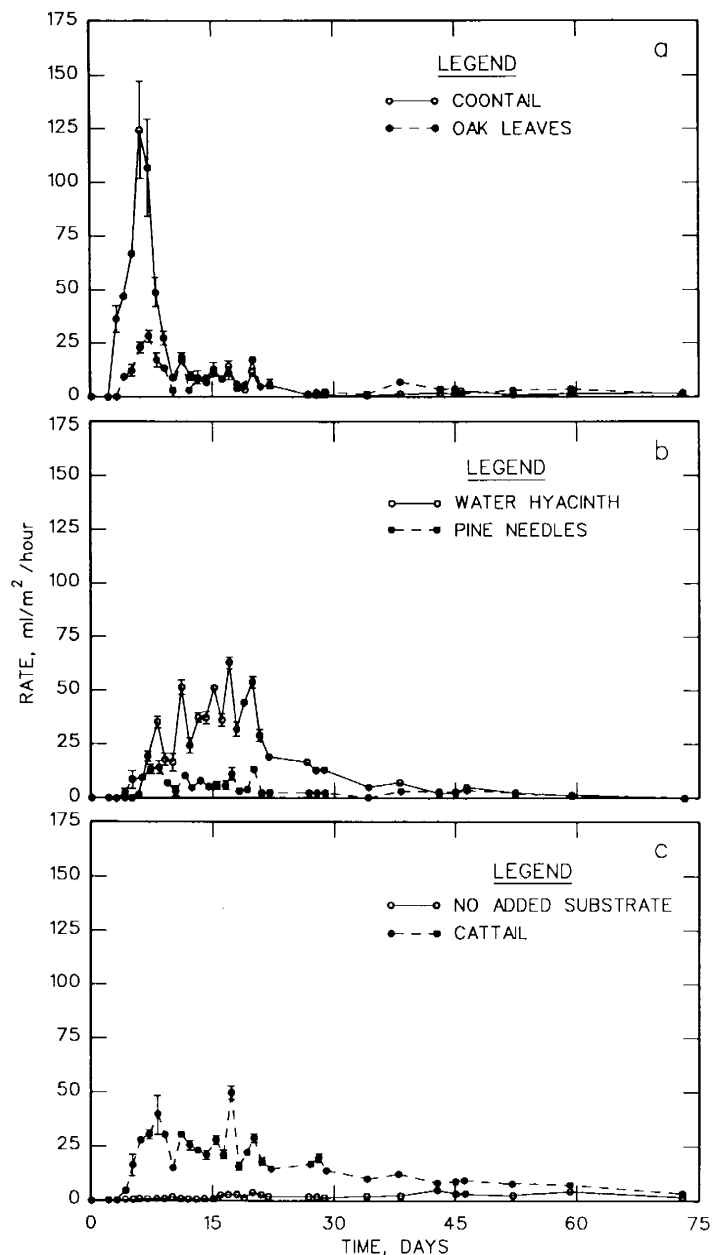 a
175
150
125
100
75
50
25
0
LEGEND
COONTAIL
OAK LEAVES
b
175
150
125
100
75
50
25
0
LEGEND
WATER HYACINTH
PINE NEEDLES
RATE, ml/m² /hour
c
175
150
125
100
75
50
25
0
LEGEND
NO ADDED SUBSTRATE
CATTAIL
0 15 30 45 60 75
TIME, DAYS